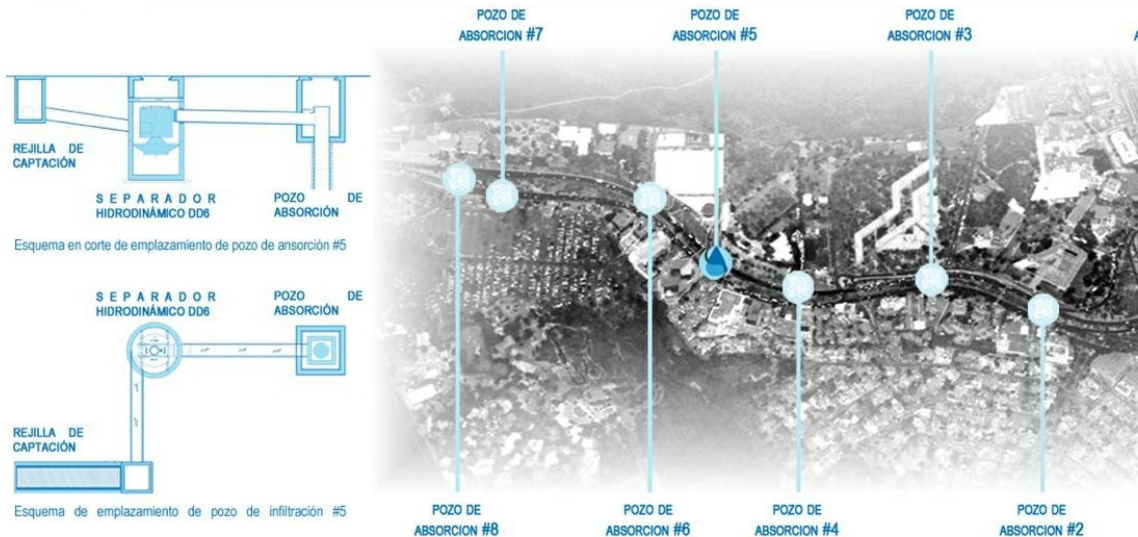 REJILLA DE
CAPTACIÓN
SEPARADOR
HIDRODINÁMICO DD6
POZO DE
ABSORCIÓN
Esquema en corte de emplazamiento de pozo de ansorción #5
SEPARADOR
HIDRODINÁMICO DD6
POZO DE
ABSORCIÓN
REJILLA DE
CAPTACIÓN
Esquema de emplazamiento de pozo de infiltración #5
POZO DE
ABSORCION #7
POZO DE
ABSORCION #5
POZO DE
ABSORCION #3
POZO DE
ABSORCION #8
POZO DE
ABSORCION #6
POZO DE
ABSORCION #4
POZO DE
ABSORCION #2